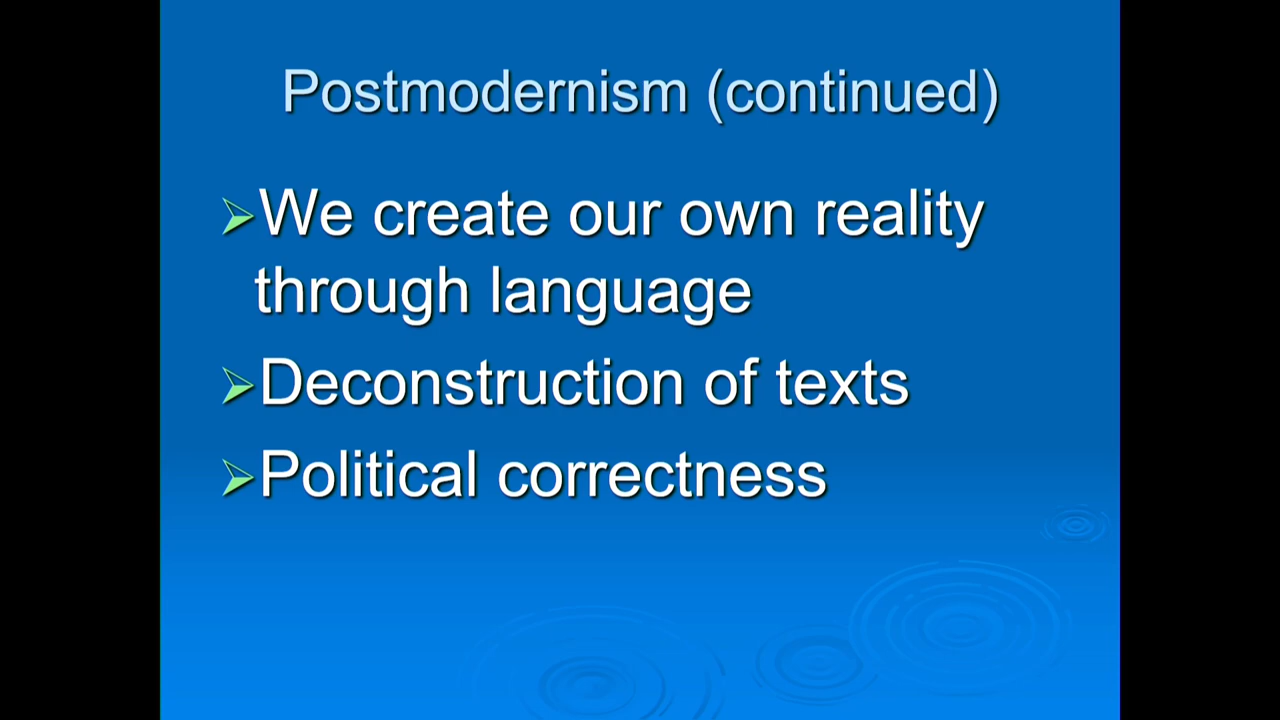 Postmodernism (continued)
We create our own reality
through language
Deconstruction of texts
Political correctness